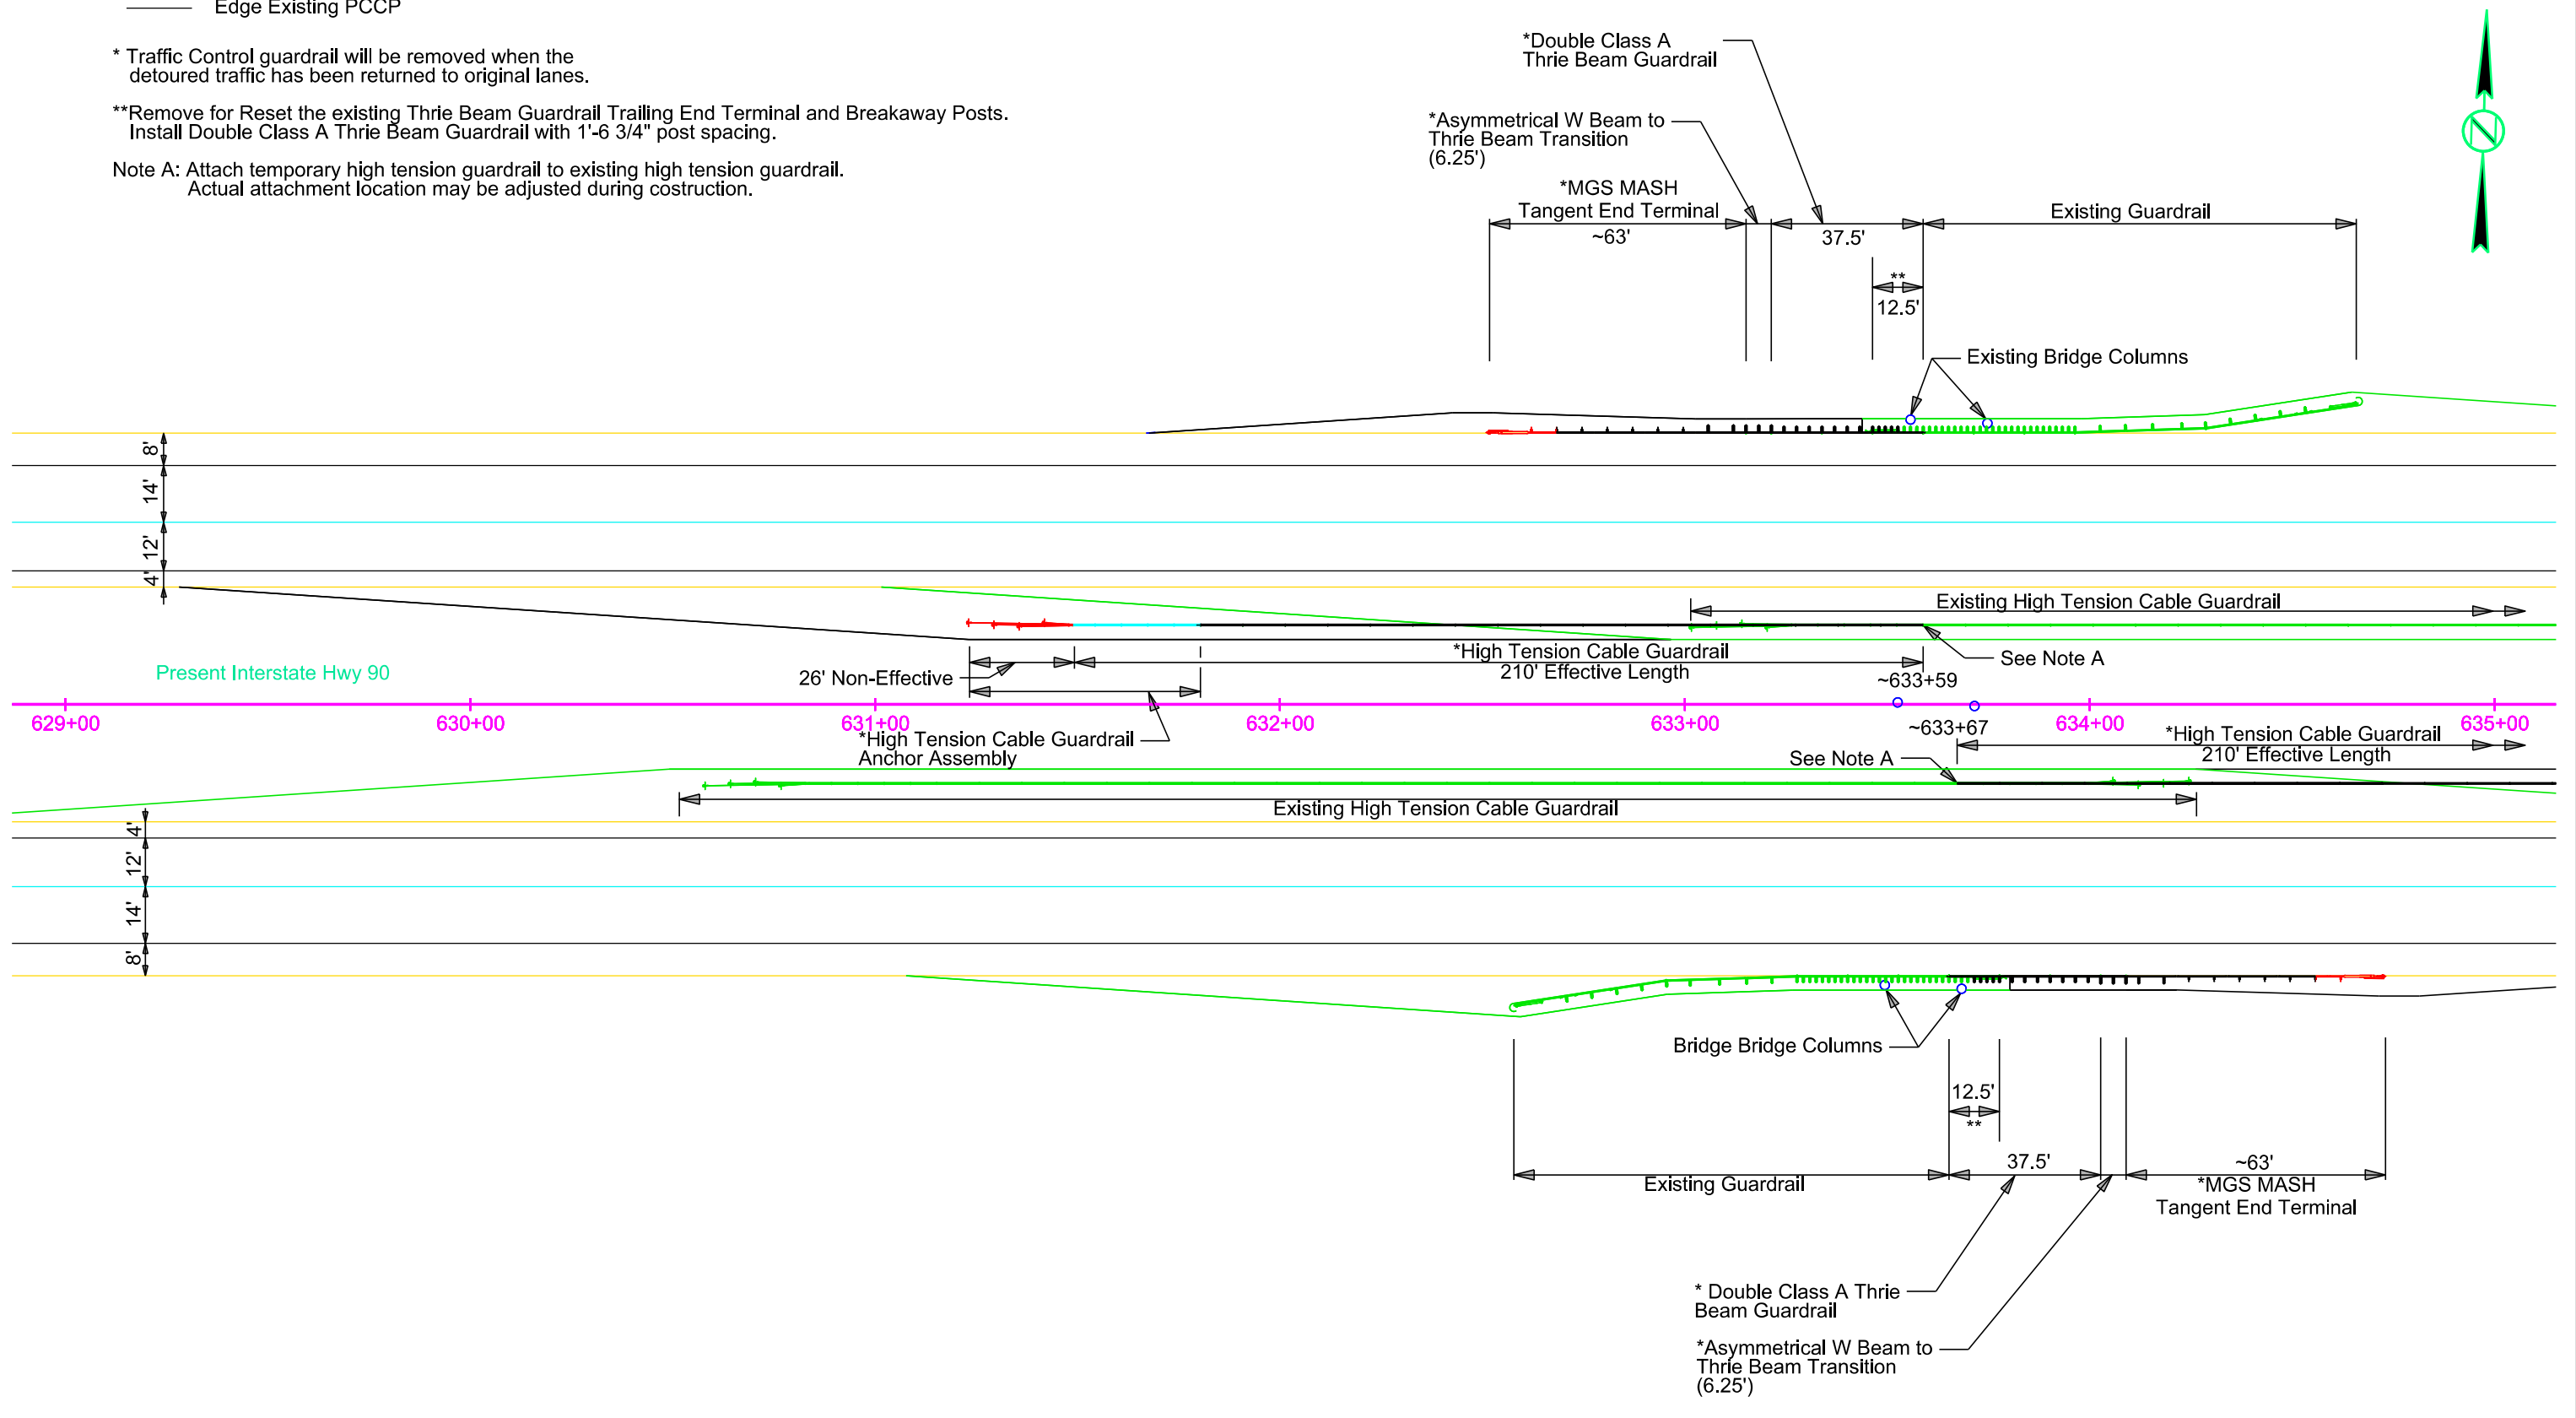 Edge Existing PCCP
* Traffic Control guardrail will be removed when the
detoured traffic has been returned to original lanes.
**Remove for Reset the existing Thrie Beam Guardrail Trailing End Terminal and Breakaway Posts.
Install Double Class A Thrie Beam Guardrail with 1'-6 3/4" post spacing.
Note A: Attach temporary high tension guardrail to existing high tension guardrail.
Actual attachment location may be adjusted during costruction.
*Double Class A
Thrie Beam Guardrail
*Asymmetrical W Beam to
Thrie Beam Transition
(6.25')
*MGS MASH
Tangent End Terminal
~63'
37.5'
Existing Guardrail
**
12.5'
Existing Bridge Columns
N
8'
14'
12'
4'
Existing High Tension Cable Guardrail
*High Tension Cable Guardrail
210' Effective Length
See Note A
26' Non-Effective
~633+59
Present Interstate Hwy 90
629+00
630+00
631+00
632+00
633+00
634+00
635+00
*High Tension Cable Guardrail
Anchor Assembly
~633+67
See Note A
*High Tension Cable Guardrail
210' Effective Length
Existing High Tension Cable Guardrail
4'
12'
14'
8'
Bridge Bridge Columns
12.5'
**
37.5'
~63'
Existing Guardrail
*MGS MASH
Tangent End Terminal
* Double Class A Thrie
Beam Guardrail
*Asymmetrical W Beam to
Thrie Beam Transition
(6.25')